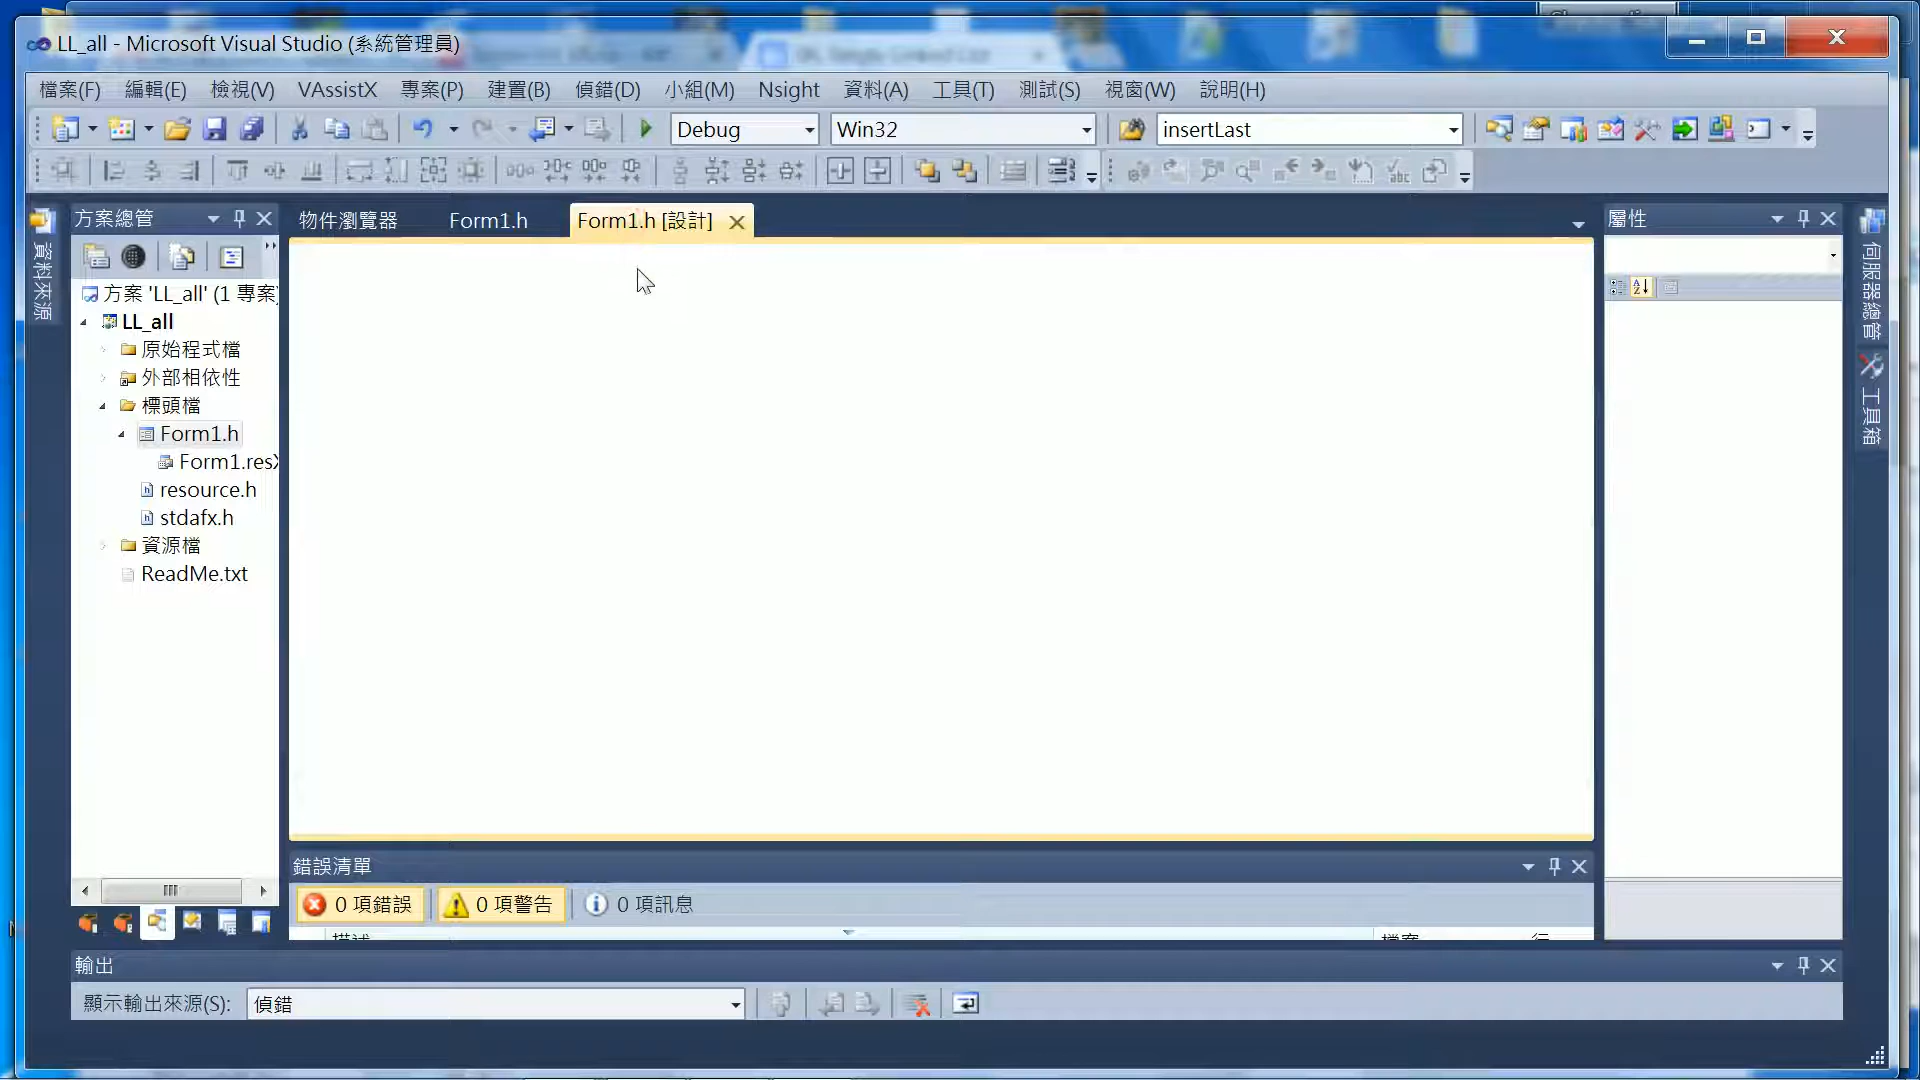 LL_all - Microsoft Visual Studio (系統管理員)
檔案(F) 編輯(E) 檢視(V) VAssistX 專案(P) 建置(B) 偵錯(D) 小組(M) Nsight 資料(A) 工具(T) 測試(S) 視窗(W) 說明(H)
Debug Win32 insertLast
資料來源
方案總管
物件瀏覽器 Form1.h Form1.h [設計]
屬性
伺服器總管
工具箱
方案 'LL_all' (1 專案)
LL_all
原始程式檔
外部相依性
標頭檔
Form1.h
Form1.resX
resource.h
stdafx.h
資源檔
ReadMe.txt
錯誤清單
0 項錯誤 0 項警告 0 項訊息
輸出
顯示輸出來源(S): 偵錯